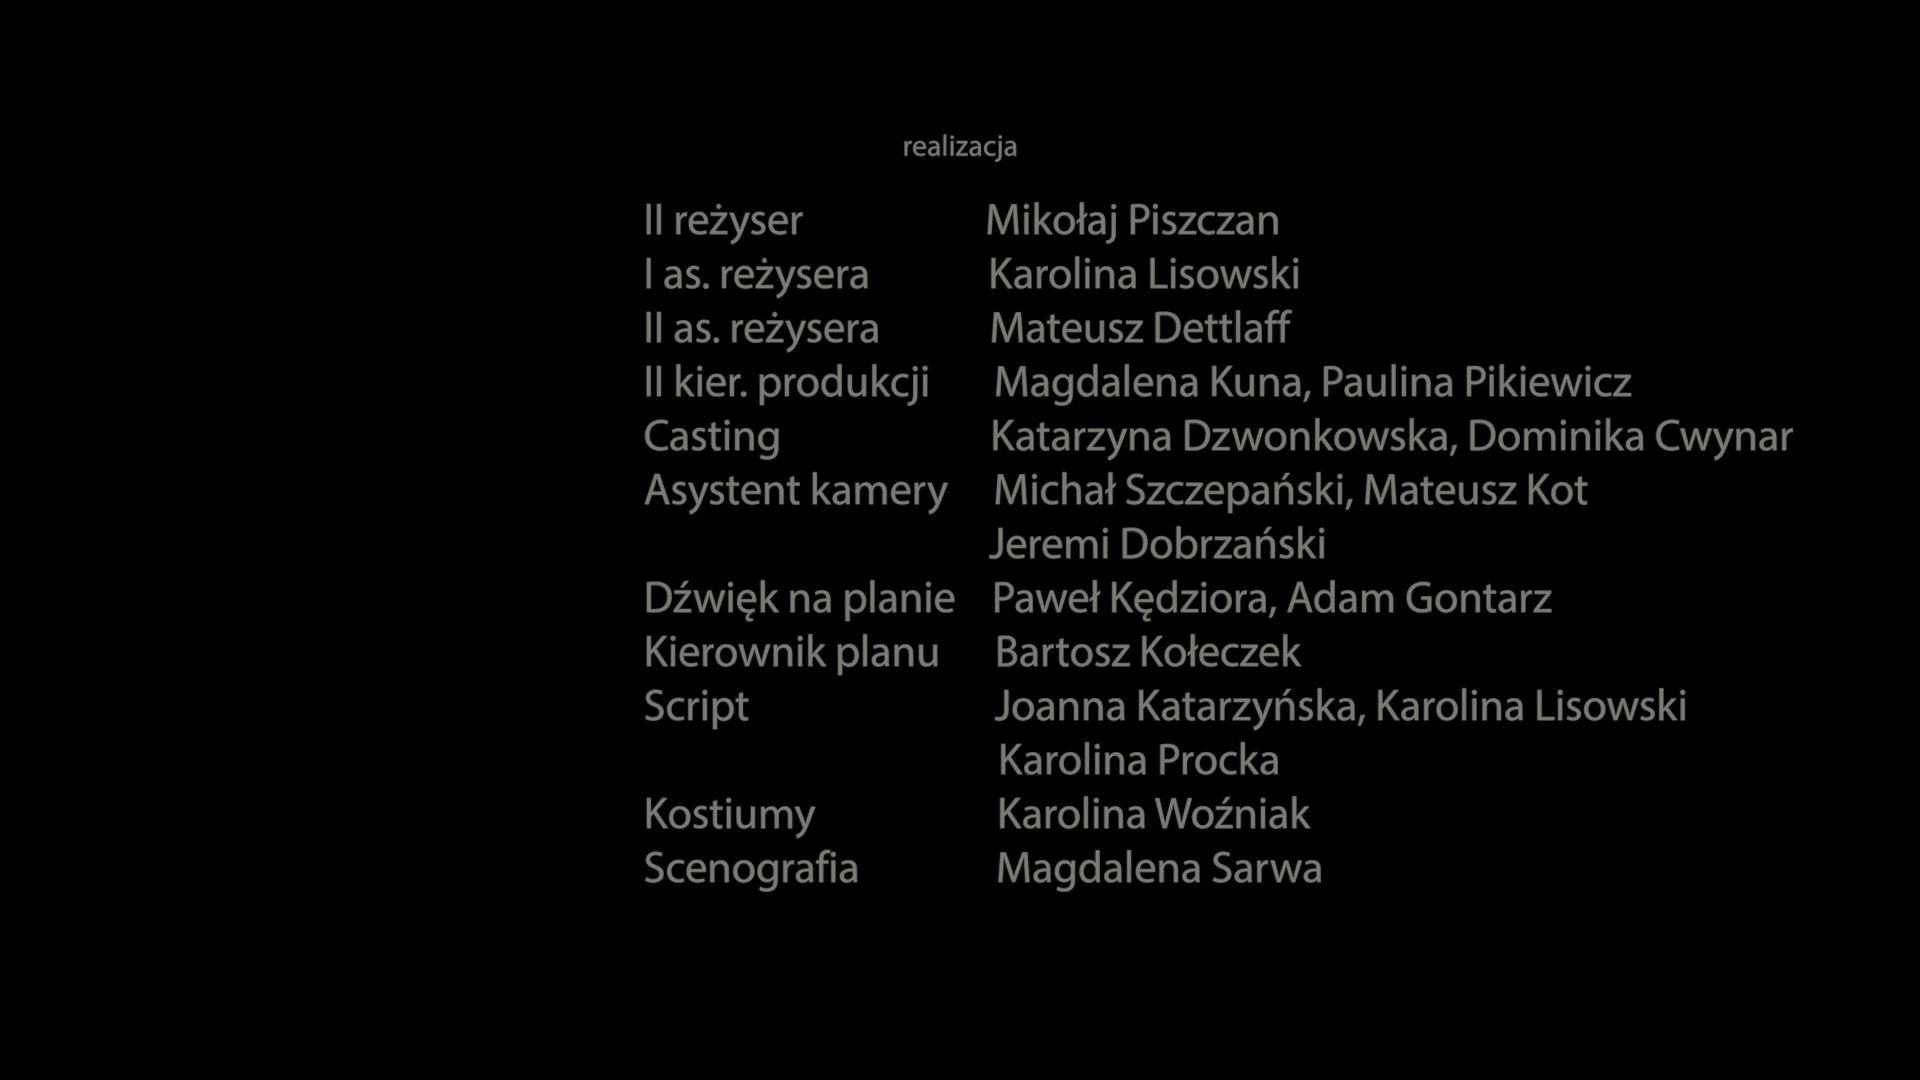 realizacja
II reżyser Mikołaj Piszczan
I as. reżysera Karolina Lisowski
II as. reżysera Mateusz Dettlaff
II kier. produkcji Magdalena Kuna, Paulina Pikiewicz
Casting Katarzyna Dzwonkowska, Dominika Cwynar
Asystent kamery Michał Szczepański, Mateusz Kot
Jeremi Dobrzański
Dźwięk na planie Paweł Kędziora, Adam Gontarz
Kierownik planu Bartosz Kołeczek
Script Joanna Katarzyńska, Karolina Lisowski
Karolina Procka
Kostiumy Karolina Woźniak
Scenografia Magdalena Sarwa